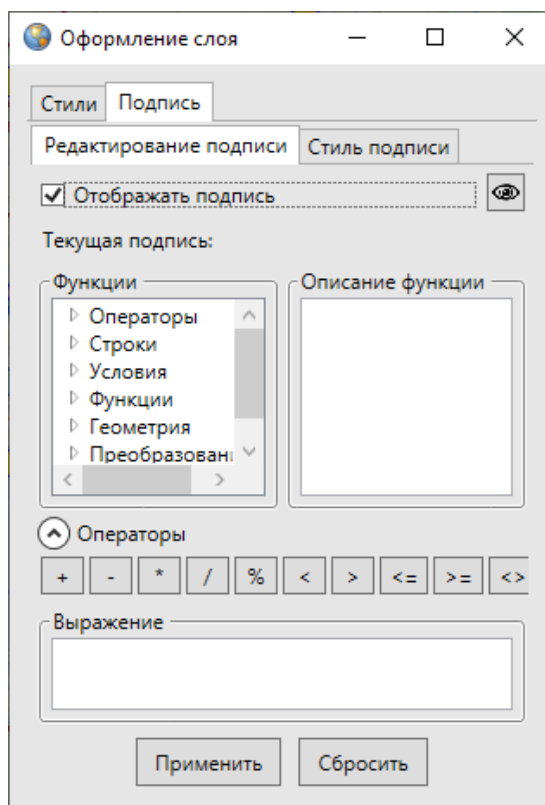 Оформление слоя
Стили Подпись
Редактирование подписи Стиль подписи
Отображать подпись
Текущая подпись:
Функции Описание функции
Операторы
Строки
Условия
Функции
Геометрия
Преобразован
Операторы
+ - * / % < > <= >= <>
Выражение
Применить Сбросить